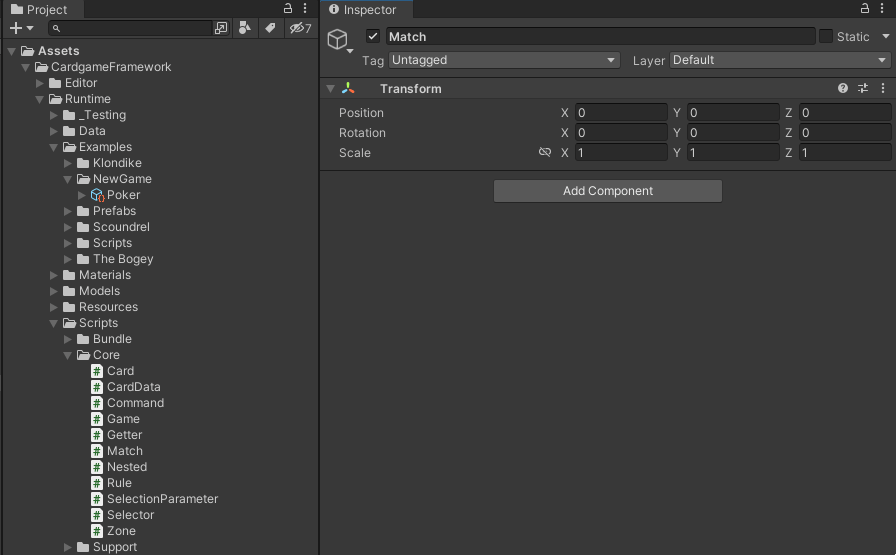 Project
7
Assets
CardgameFramework
Editor
Runtime
_Testing
Data
Examples
Klondike
NewGame
Poker
Prefabs
Scoundrel
Scripts
The Bogey
Materials
Models
Resources
Scripts
Bundle
Core
Card
CardData
Command
Game
Getter
Match
Nested
Rule
SelectionParameter
Selector
Zone
Support
Inspector
Match Static
Tag Untagged Layer Default
Transform
Position X 0 Y 0 Z 0
Rotation X 0 Y 0 Z 0
Scale X 1 Y 1 Z 1
Add Component